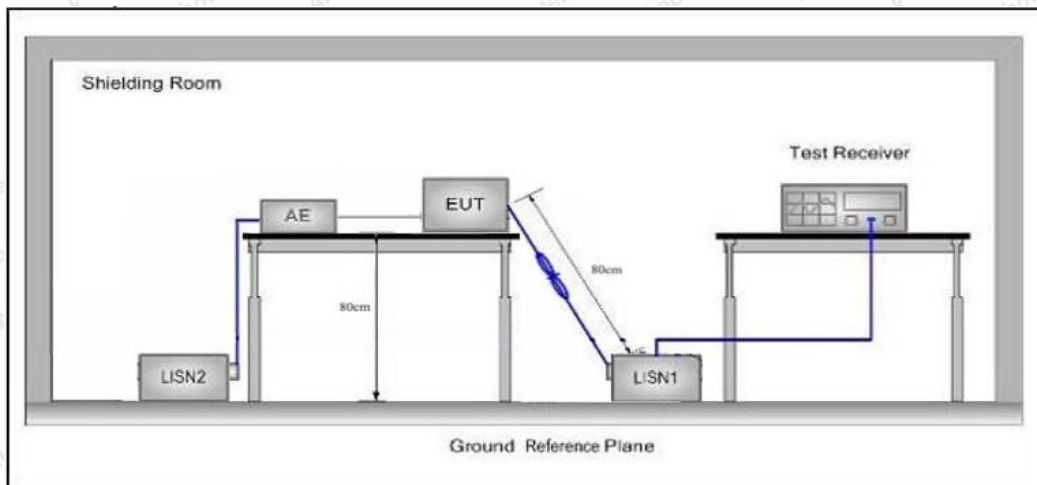 Shielding Room
Test Receiver
AE
EUT
80cm
80cm
LISN2
LISN1
Ground Reference Plane